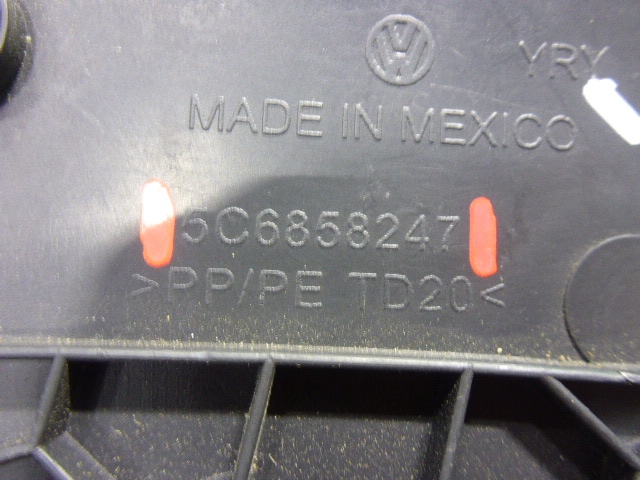 YRY
MADE IN MEXICO
5C6858247
>PP/PE TD20<